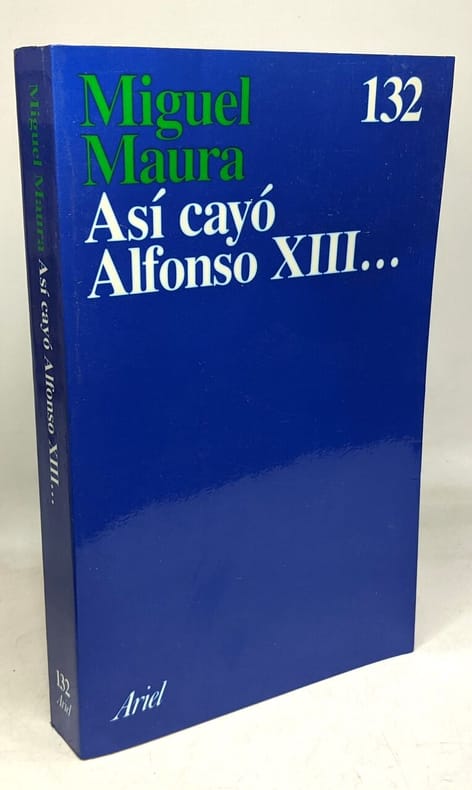 Miguel
Maura
132
Así cayó
Alfonso XIII...
Ariel
Miguel Maura Así cayó Alfonso XIII...
132
Ariel